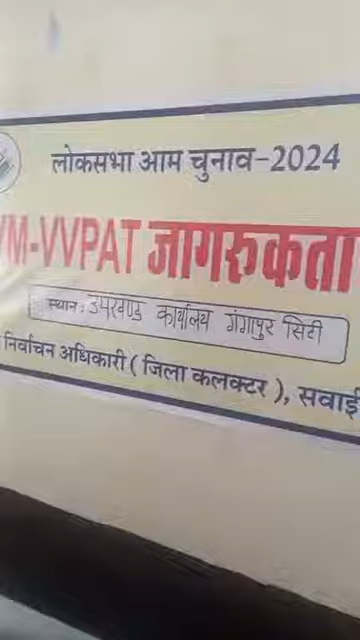 लोकसभा आम चुनाव-2024
VM-VVPAT जागरूकता
स्थान: उपखण्ड कार्यालय गंगापुर सिटी
निर्वाचन अधिकारी ( जिला कलक्टर ), सवाई